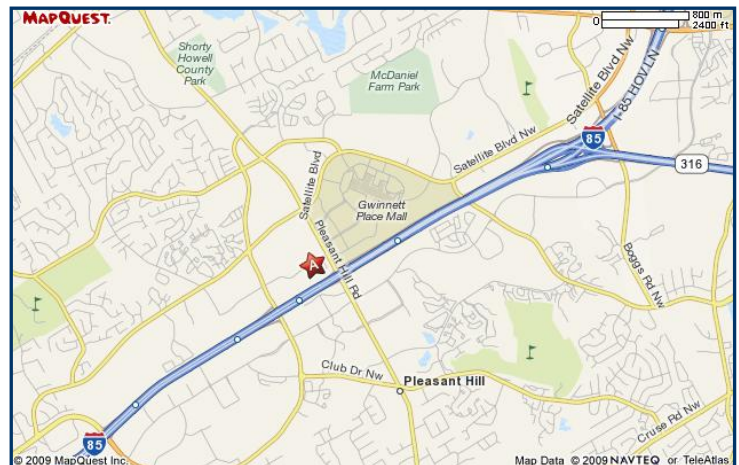 MAPQUEST.
0
800 m
2400 ft
Shorty
Howell
County
Park
McDaniel
Farm Park
Satellite Blvd Nw
I-85 HOV LN
85
316
Satellite Blvd Nw
Satellite Blvd
Gwinnett
Place Mall
Pleasant Hill Rd
A
Boggs Rd Nw
Club Dr Nw
Pleasant Hill
Cruse Rd Nw
85
© 2009 MapQuest Inc.
Map Data © 2009 NAVTEQ or TeleAtlas